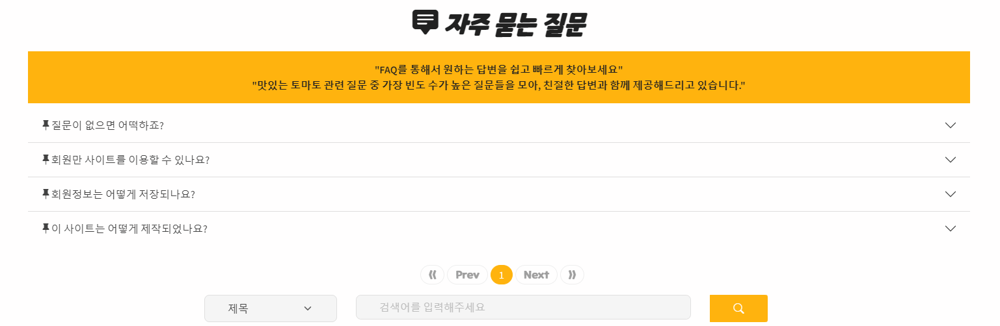 자주 묻는 질문
"FAQ를 통해서 원하는 답변을 쉽고 빠르게 찾아보세요"
"맛있는 토마토 관련 질문 중 가장 빈도 수가 높은 질문들을 모아, 친절한 답변과 함께 제공해드리고 있습니다."
질문이 없으면 어떡하죠?
회원만 사이트를 이용할 수 있나요?
회원정보는 어떻게 저장되나요?
이 사이트는 어떻게 제작되었나요?
⟪ Prev 1 Next ⟫
제목 검색어를 입력해주세요